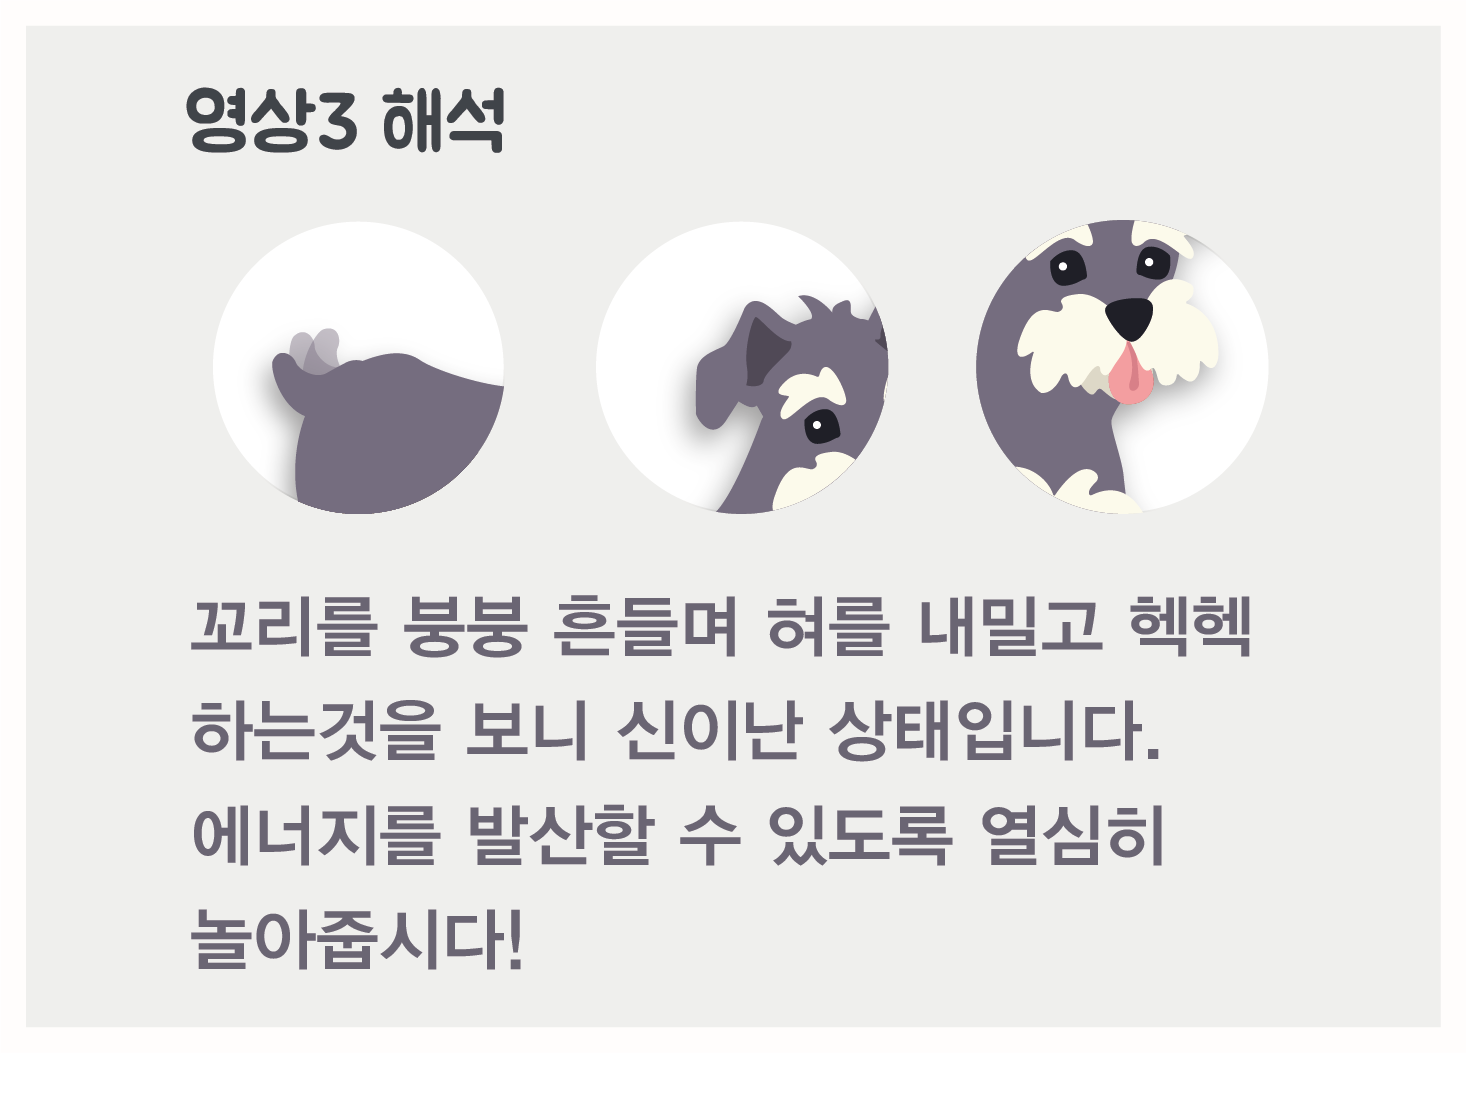 영상3 해석
꼬리를 붕붕 흔들며 혀를 내밀고 헥헥
하는것을 보니 신이난 상태입니다.
에너지를 발산할 수 있도록 열심히
놀아줍시다!